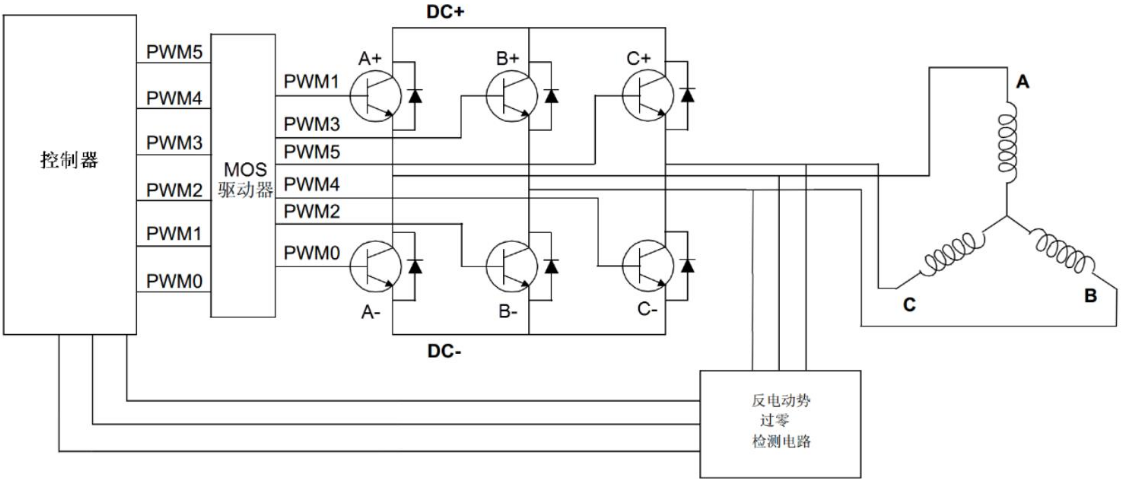 DC+
PWM5
PWM4
PWM3
PWM2
PWM1
PWM0
控制器
MOS
驱动器
PWM1
PWM3
PWM5
PWM4
PWM2
PWM0
A+
B+
C+
A-
B-
C-
DC-
A
C
B
反电动势
过零
检测电路